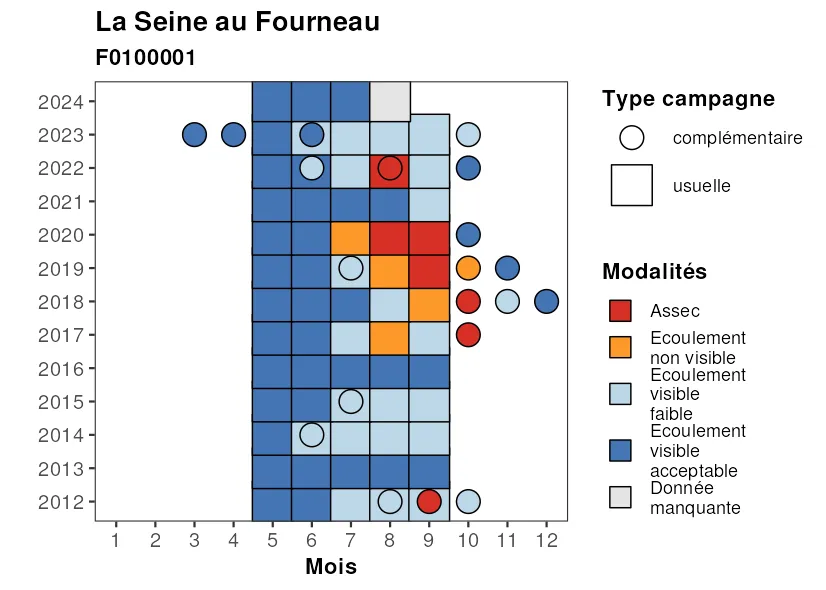 La Seine au Fourneau
F0100001
2024
2023
2022
2021
2020
2019
2018
2017
2016
2015
2014
2013
2012
1 2 3 4 5 6 7 8 9 10 11 12
Mois
Type campagne
complémentaire
usuelle
Modalités
Assec
Ecoulement
non visible
Ecoulement
visible
faible
Ecoulement
visible
acceptable
Donnée
manquante